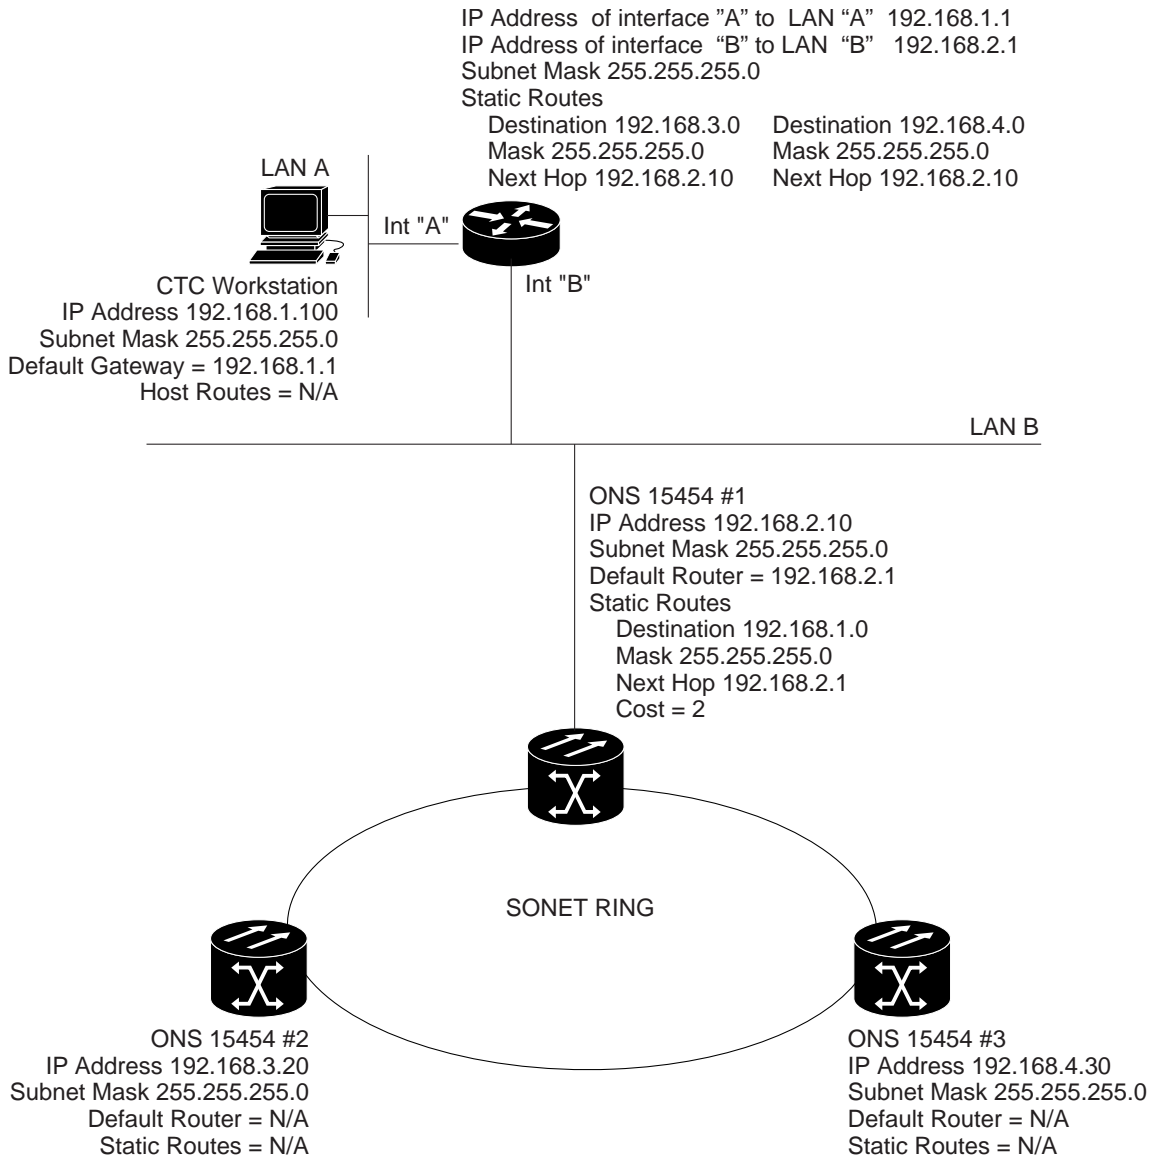 IP Address of interface ”A” to LAN “A” 192.168.1.1
IP Address of interface “B” to LAN “B” 192.168.2.1
Subnet Mask 255.255.255.0
Static Routes
Destination 192.168.3.0
Mask 255.255.255.0
Next Hop 192.168.2.10
Destination 192.168.4.0
Mask 255.255.255.0
Next Hop 192.168.2.10
LAN A
Int "A"
Int "B"
CTC Workstation
IP Address 192.168.1.100
Subnet Mask 255.255.255.0
Default Gateway = 192.168.1.1
Host Routes = N/A
LAN B
ONS 15454 #1
IP Address 192.168.2.10
Subnet Mask 255.255.255.0
Default Router = 192.168.2.1
Static Routes
Destination 192.168.1.0
Mask 255.255.255.0
Next Hop 192.168.2.1
Cost = 2
SONET RING
ONS 15454 #2
IP Address 192.168.3.20
Subnet Mask 255.255.255.0
Default Router = N/A
Static Routes = N/A
ONS 15454 #3
IP Address 192.168.4.30
Subnet Mask 255.255.255.0
Default Router = N/A
Static Routes = N/A